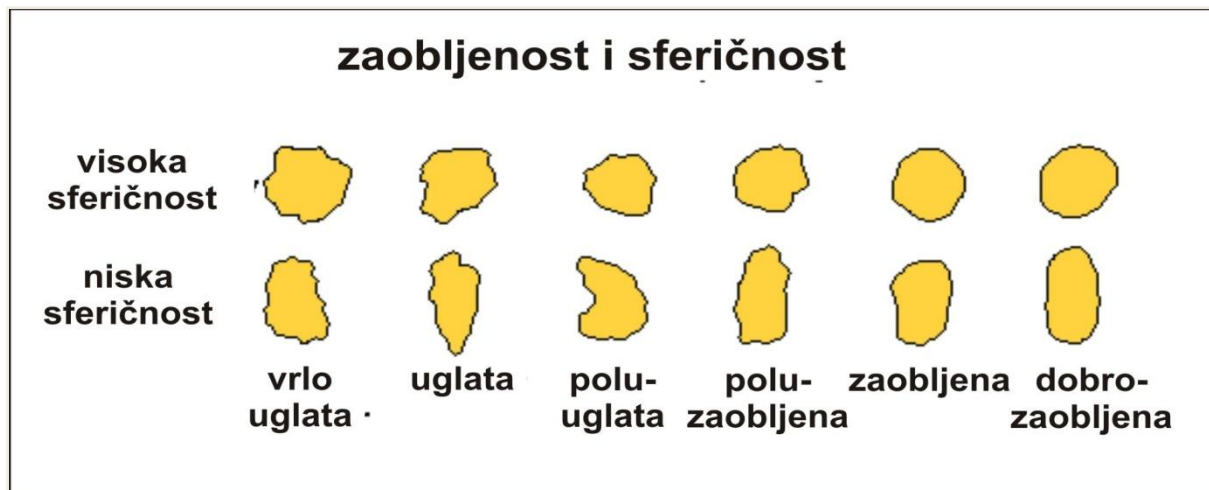 zaobljenost i sferičnost
visoka
sferičnost
niska
sferičnost
vrlo
uglata
uglata
polu-
uglata
polu-
zaobljena
zaobljena
dobro-
zaobljena